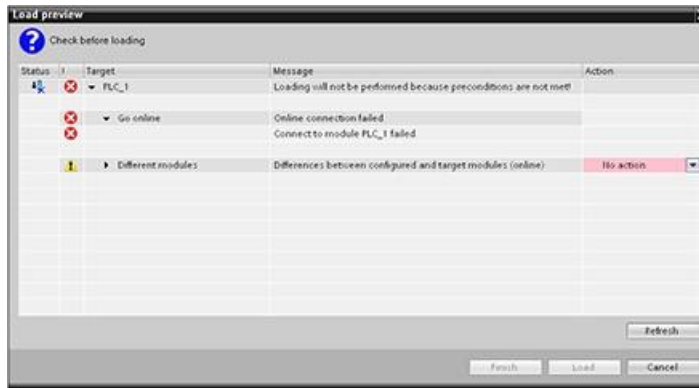 Load preview
?
Check before loading
Status ! Target Message Action
PLC_1 Loading will not be performed because preconditions are not met!
Go online Online connection failed
Connect to module PLC_1 failed
! Different modules Differences between configured and target modules (online) No action
Refresh
Finish Load Cancel